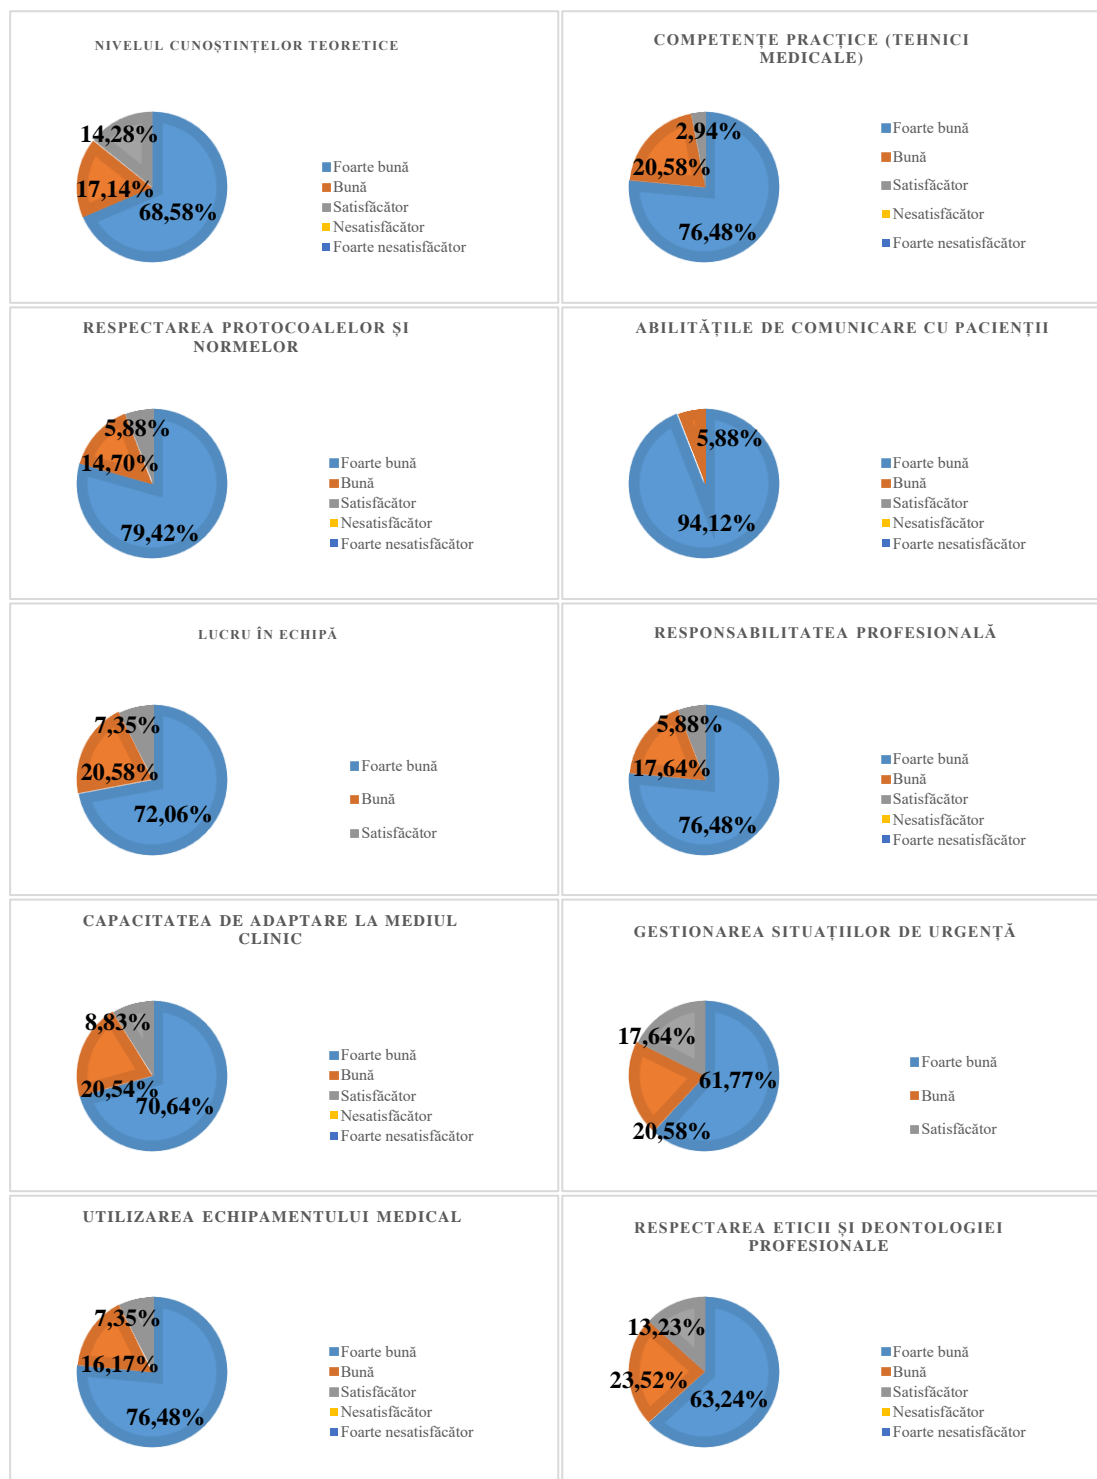 NIVELUL CUNOȘTINȚELOR TEORETICE
14,28%
17,14%
68,58%
Foarte bună
Bună
Satisfăcător
Nesatisfăcător
Foarte nesatisfăcător
COMPETENȚE PRACȚICE (TEHNICI
MEDICALE)
2,94%
20,58%
76,48%
Foarte bună
Bună
Satisfăcător
Nesatisfăcător
Foarte nesatisfăcător
RESPECTAREA PROTOCOALELOR ȘI
NORMELOR
5,88%
14,70%
79,42%
Foarte bună
Bună
Satisfăcător
Nesatisfăcător
Foarte nesatisfăcător
ABILITĂȚILE DE COMUNICARE CU PACIENȚII
5,88%
94,12%
Foarte bună
Bună
Satisfăcător
Nesatisfăcător
Foarte nesatisfăcător
LUCRU ÎN ECHIPĂ
7,35%
20,58%
72,06%
Foarte bună
Bună
Satisfăcător
RESPONSABILITATEA PROFESIONALĂ
5,88%
17,64%
76,48%
Foarte bună
Bună
Satisfăcător
Nesatisfăcător
Foarte nesatisfăcător
CAPACITATEA DE ADAPTARE LA MEDIUL
CLINIC
8,83%
20,54%
70,64%
Foarte bună
Bună
Satisfăcător
Nesatisfăcător
Foarte nesatisfăcător
GESTIONAREA SITUAȚIILOR DE URGENȚĂ
17,64%
61,77%
20,58%
Foarte bună
Bună
Satisfăcător
UTILIZAREA ECHIPAMENTULUI MEDICAL
7,35%
16,17%
76,48%
Foarte bună
Bună
Satisfăcător
Nesatisfăcător
Foarte nesatisfăcător
RESPECTAREA ETICII ȘI DEONTOLOGIEI
PROFESIONALE
13,23%
23,52%
63,24%
Foarte bună
Bună
Satisfăcător
Nesatisfăcător
Foarte nesatisfăcător